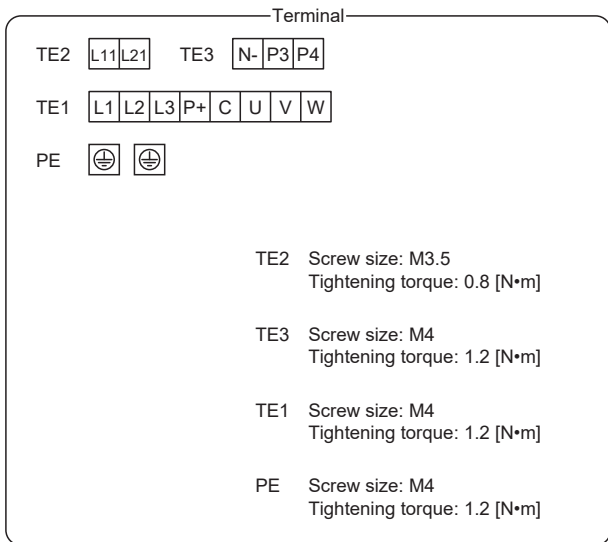 Terminal
TE2 L11 L21 TE3 N- P3 P4
TE1 L1 L2 L3 P+ C U V W
PE
TE2 Screw size: M3.5
Tightening torque: 0.8 [N•m]
TE3 Screw size: M4
Tightening torque: 1.2 [N•m]
TE1 Screw size: M4
Tightening torque: 1.2 [N•m]
PE Screw size: M4
Tightening torque: 1.2 [N•m]